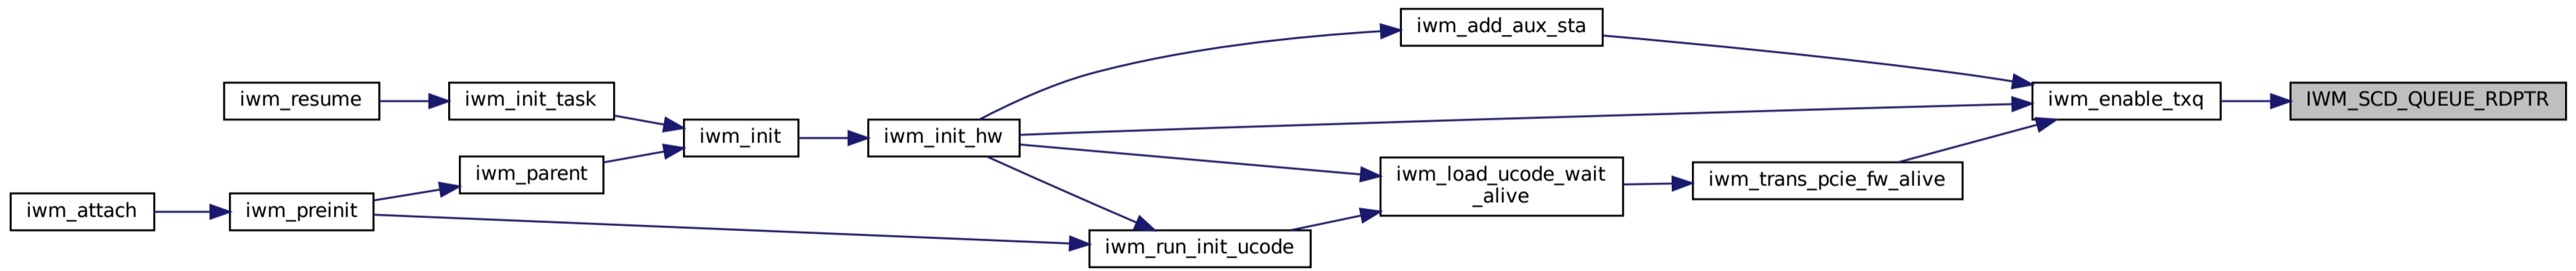 iwm_add_aux_sta
iwm_resume
iwm_init_task
iwm_enable_txq
IWM_SCD_QUEUE_RDPTR
iwm_init
iwm_init_hw
iwm_parent
iwm_load_ucode_wait
_alive
iwm_trans_pcie_fw_alive
iwm_attach
iwm_preinit
iwm_run_init_ucode